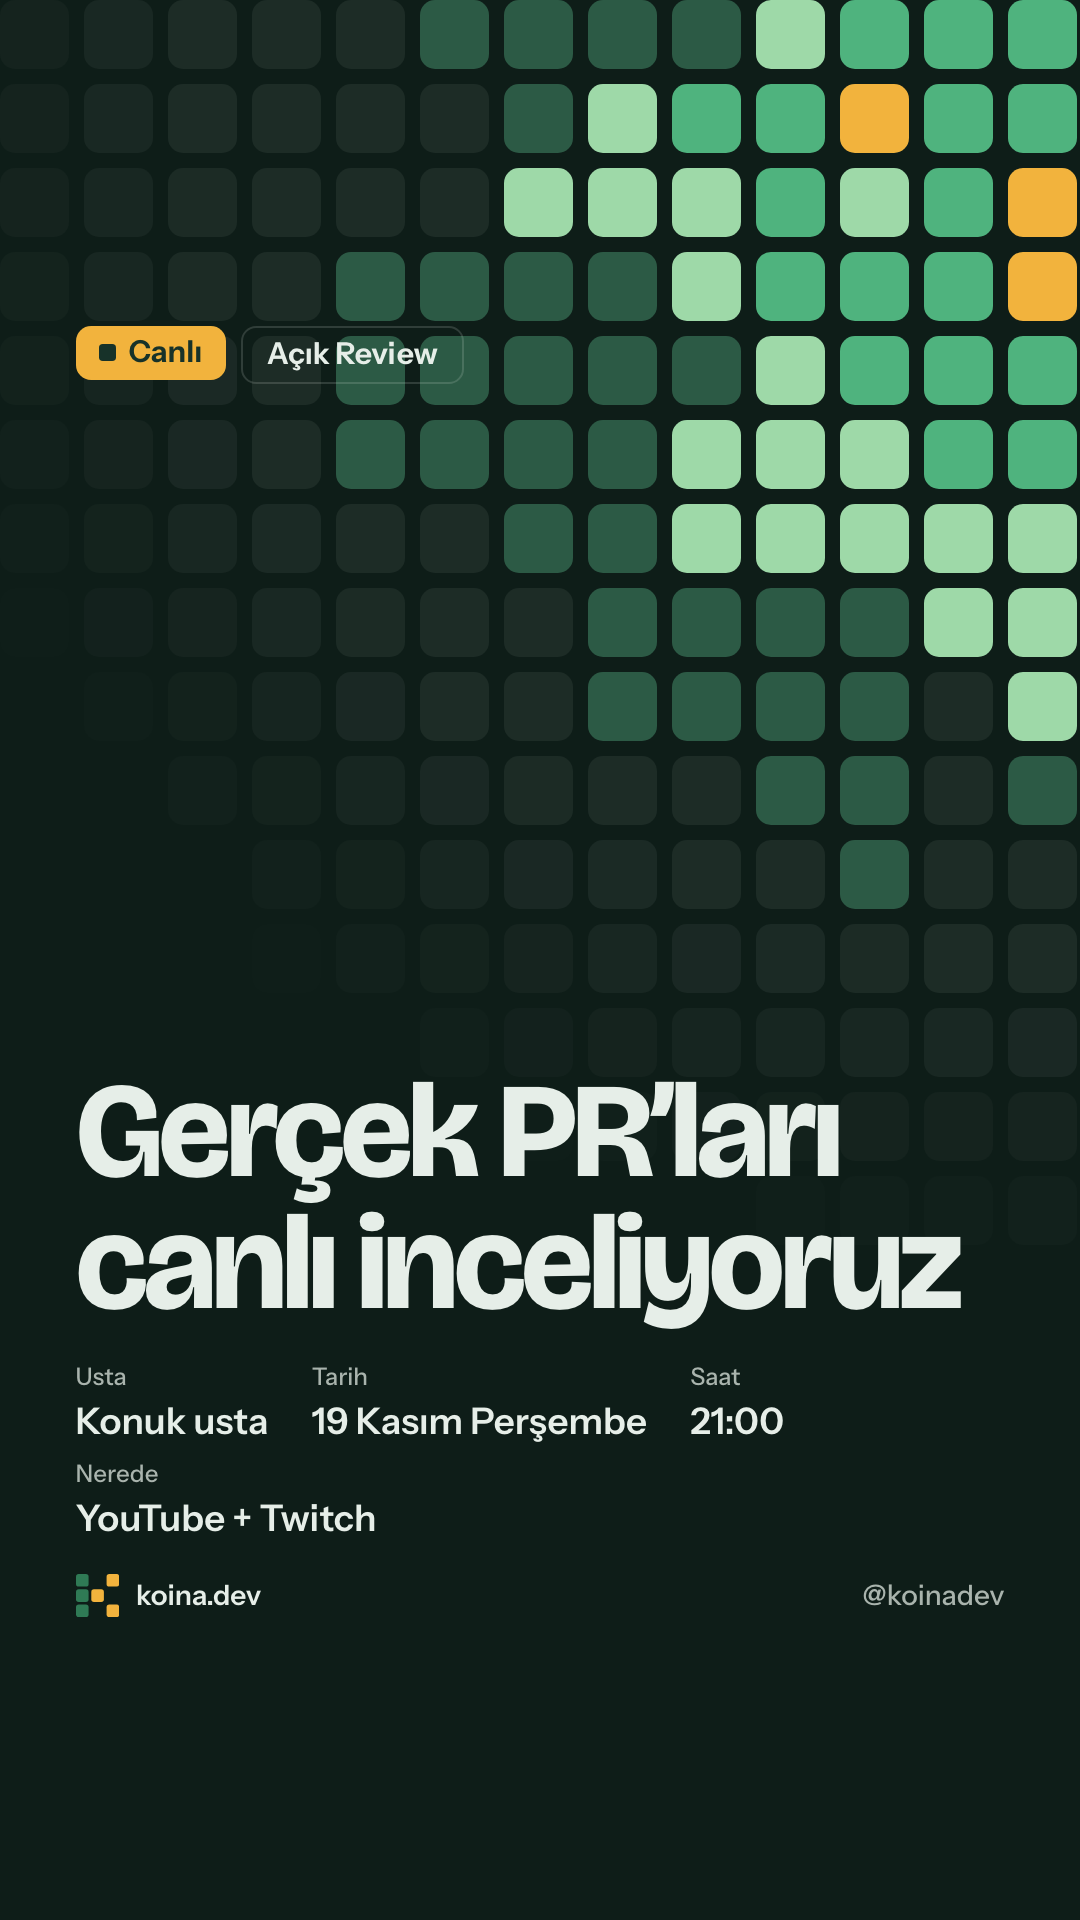 Canlı
Açık Review
Gerçek PR’ları
canlı inceliyoruz
Usta
Konuk usta
Tarih
19 Kasım Perşembe
Saat
21:00
Nerede
YouTube + Twitch
koina.dev
@koinadev